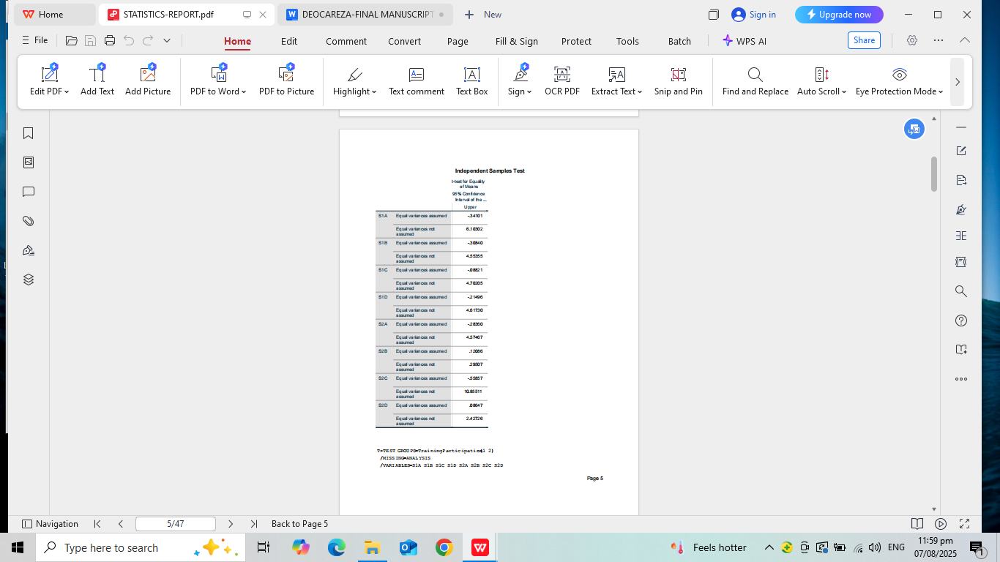 Home
STATISTICS-REPORT.pdf
DEOCAREZA-FINAL MANUSCRIPT
New
Sign in
Upgrade now
File
Home
Edit
Comment
Convert
Page
Fill & Sign
Protect
Tools
Batch
WPS AI
Share
Edit PDF
Add Text
Add Picture
PDF to Word
PDF to Picture
Highlight
Text comment
Text Box
Sign
OCR PDF
Extract Text
Snip and Pin
Find and Replace
Auto Scroll
Eye Protection Mode
Independent Samples Test
t-test for Equality
of Means
95% Confidence
Interval of the ...
Upper
S1A Equal variances assumed -.34101
Equal variances not
assumed 6.10302
S1B Equal variances assumed -.30840
Equal variances not
assumed 4.55355
S1C Equal variances assumed -.08821
Equal variances not
assumed 4.70205
S1D Equal variances assumed -.21496
Equal variances not
assumed 4.61730
S2A Equal variances assumed -.28360
Equal variances not
assumed 4.57467
S2B Equal variances assumed .12086
Equal variances not
assumed .29507
S2C Equal variances assumed -.55857
Equal variances not
assumed 10.85511
S2D Equal variances assumed .08647
Equal variances not
assumed 2.42726
T-TEST GROUPS=TrainingParticipation(1 2)
/MISSING=ANALYSIS
/VARIABLES=S1A S1B S1C S1D S2A S2B S2C S2D
Page 5
Navigation
5/47
Back to Page 5
Type here to search
Feels hotter
ENG
11:59 pm
07/08/2025
1